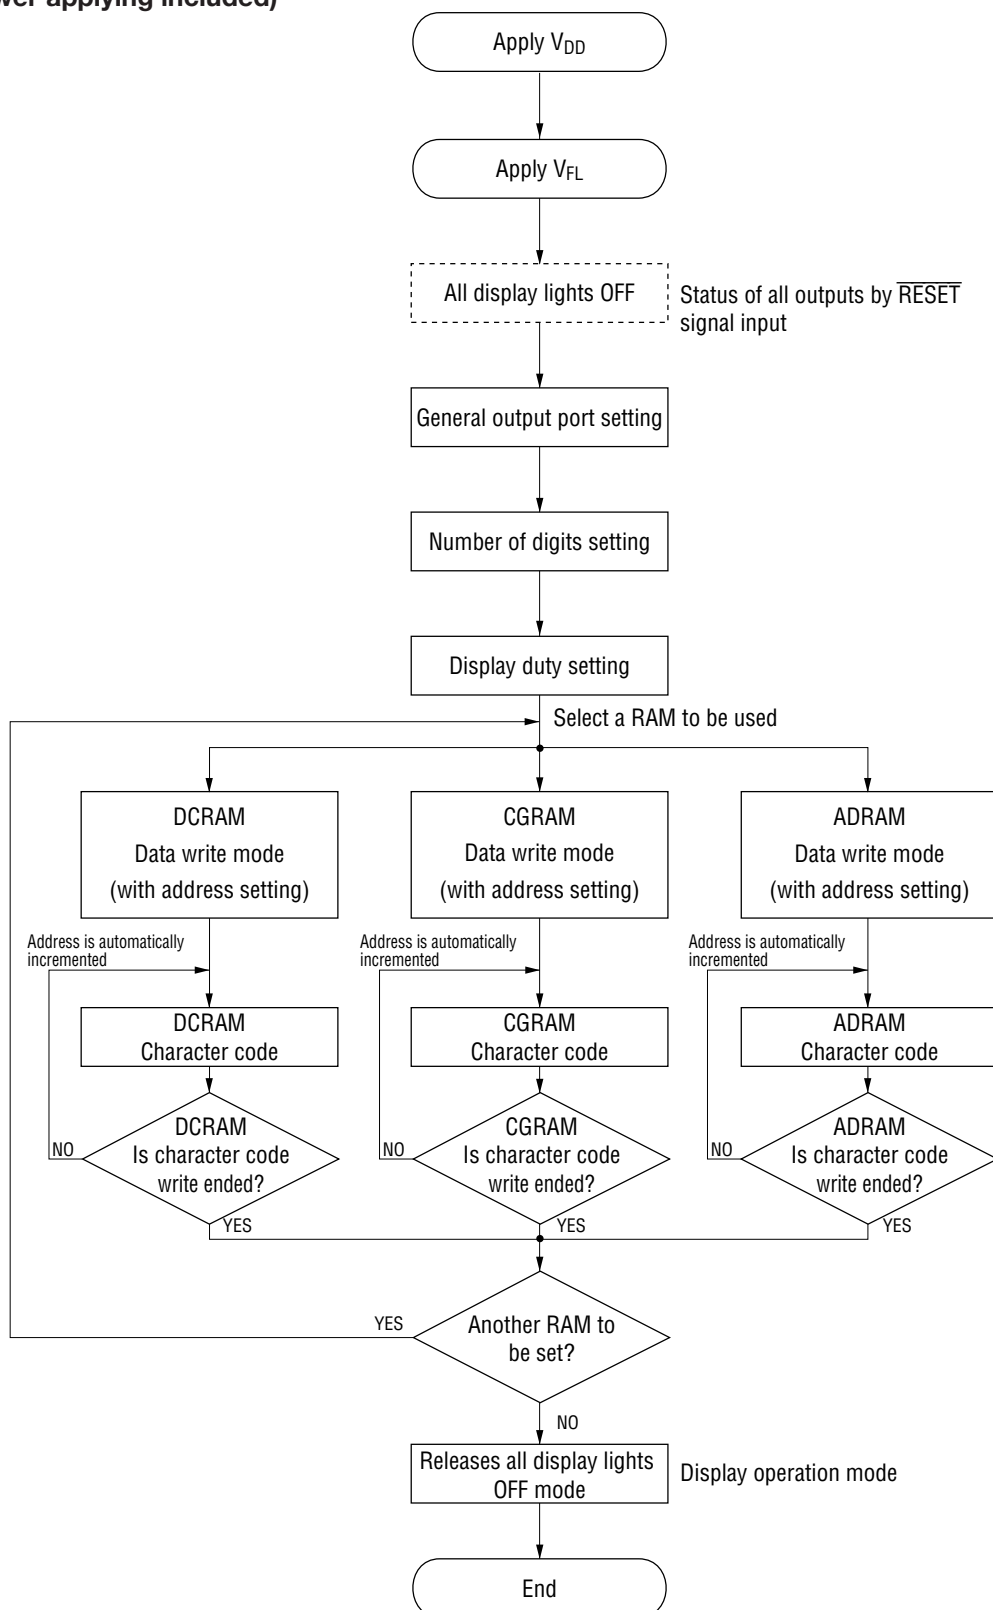 applying included)
Apply VDD
Apply VFL
All display lights OFF
Status of all outputs by RESET
signal input
General output port setting
Number of digits setting
Display duty setting
Select a RAM to be used
DCRAM
Data write mode
(with address setting)
CGRAM
Data write mode
(with address setting)
ADRAM
Data write mode
(with address setting)
Address is automatically
incremented
Address is automatically
incremented
Address is automatically
incremented
DCRAM
Character code
CGRAM
Character code
ADRAM
Character code
DCRAM
Is character code
write ended?
NO
YES
CGRAM
Is character code
write ended?
NO
YES
ADRAM
Is character code
write ended?
NO
YES
Another RAM to
be set?
YES
NO
Releases all display lights
OFF mode
Display operation mode
End